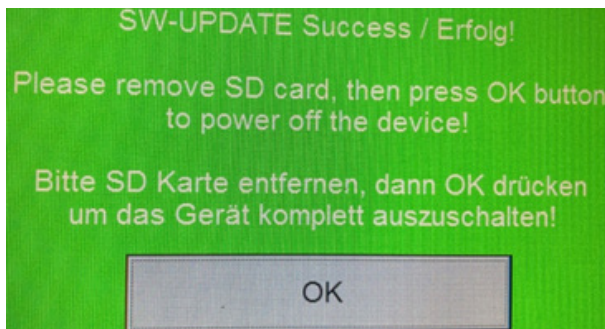 SW-UPDATE Success / Erfolg!
Please remove SD card, then press OK button
to power off the device!
Bitte SD Karte entfernen, dann OK drücken
um das Gerät komplett auszuschalten!
OK